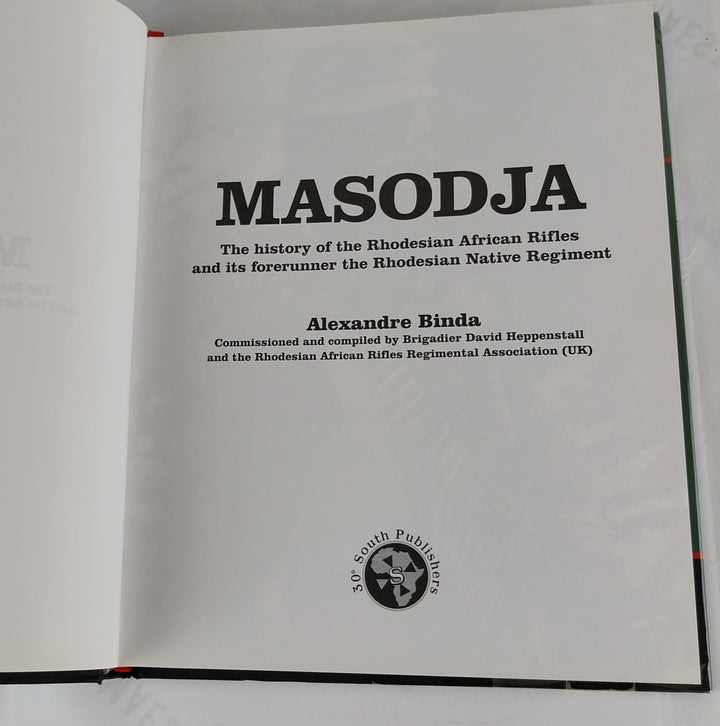 MASODJA
The history of the Rhodesian African Rifles
and its forerunner the Rhodesian Native Regiment
Alexandre Binda
Commissioned and compiled by Brigadier David Heppenstall
and the Rhodesian African Rifles Regimental Association (UK)
30° South Publishers
S